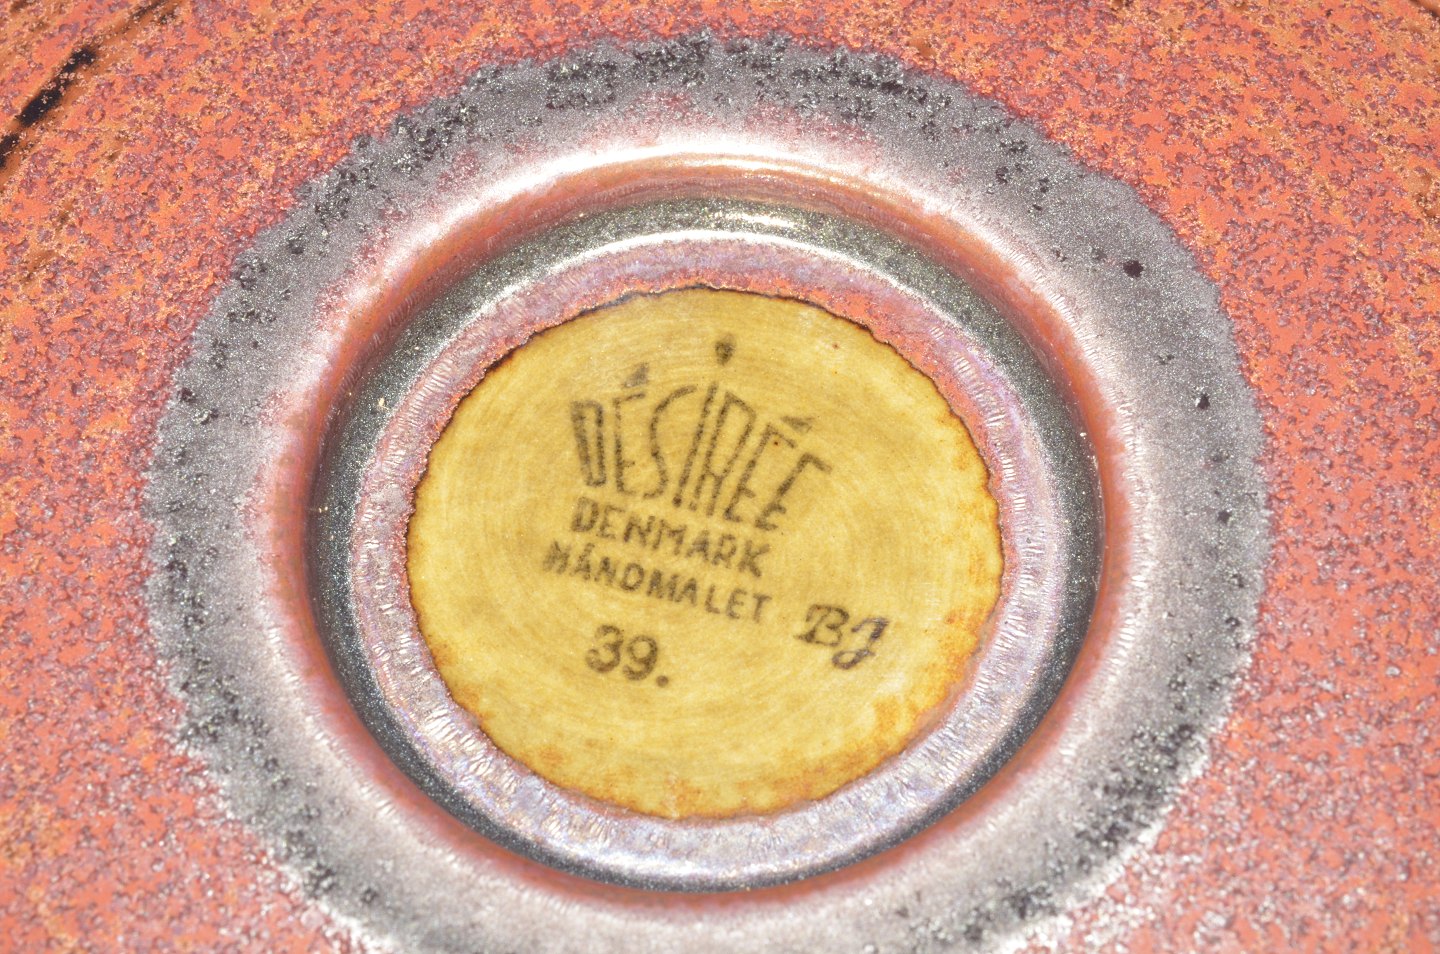 DÉSIRÉE
DENMARK
HÅNDMALET BJ
39.